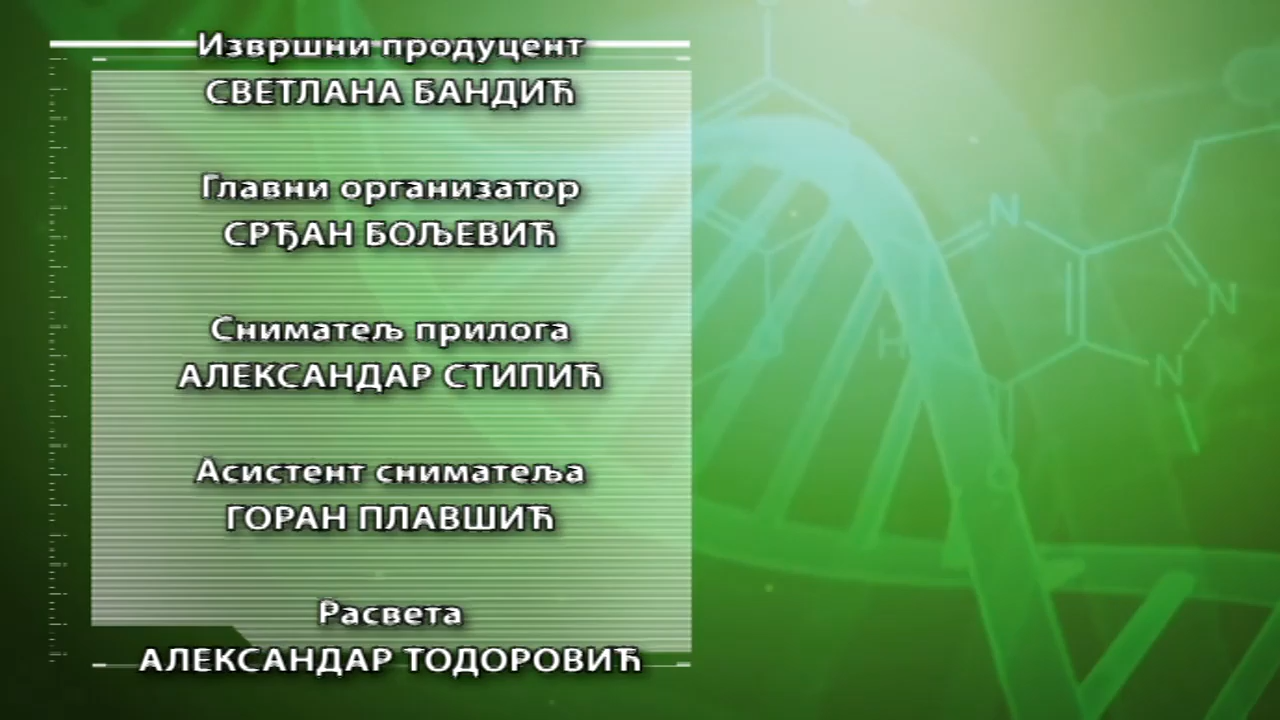 Извршни продуцент
СВЕТЛАНА БАНДИЋ
Главни организатор
СРЂАН БОЉЕВИЋ
Сниматељ прилога
АЛЕКСАНДАР СТИПИЋ
Асистент сниматеља
ГОРАН ПЛАВШИЋ
Расвета
АЛЕКСАНДАР ТОДОРОВИЋ
N
N
H
N